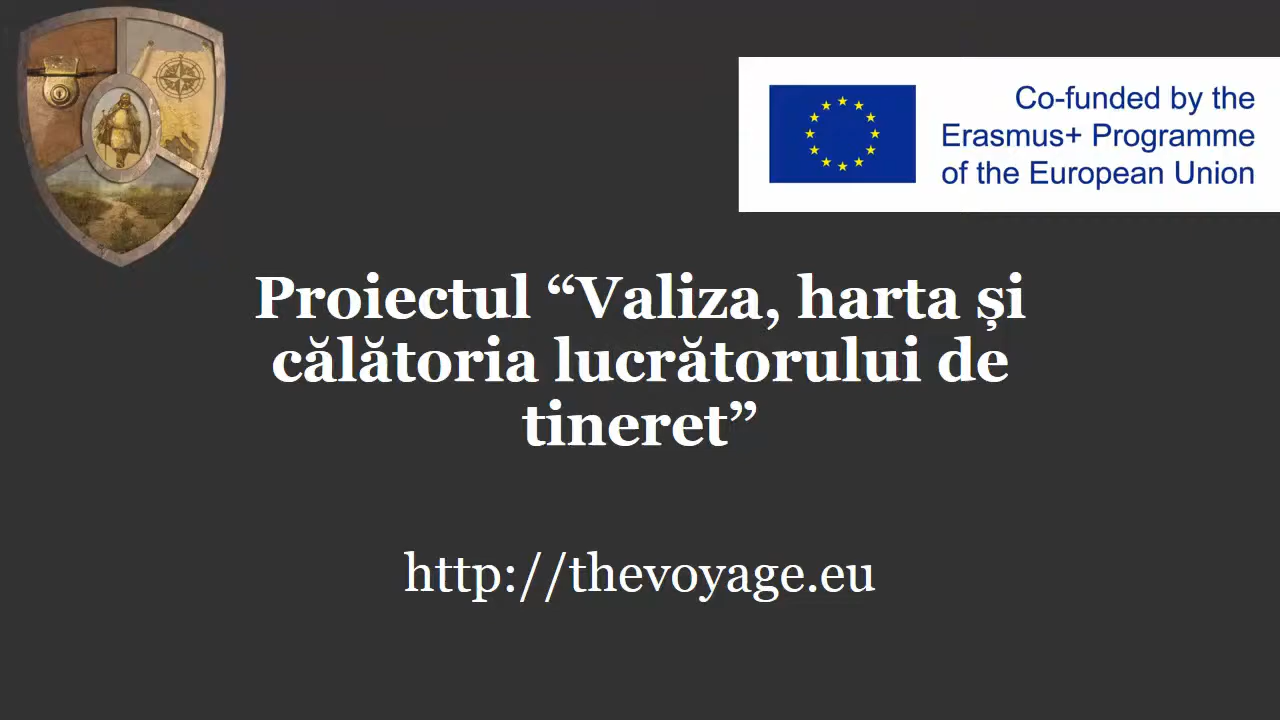 Co-funded by the
Erasmus+ Programme
of the European Union
Proiectul “Valiza, harta și
călătoria lucrătorului de
tineret”
http://thevoyage.eu